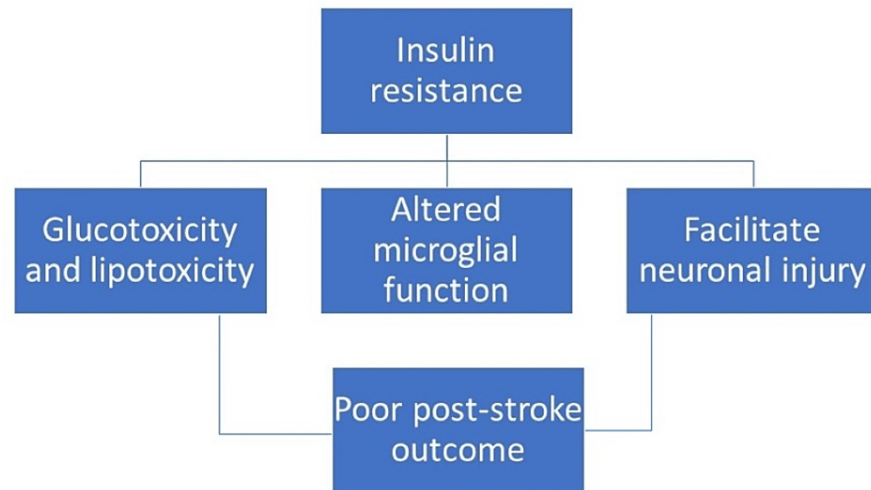 Insulin
resistance
Glucotoxicity
and lipotoxicity
Altered
microglial
function
Facilitate
neuronal injury
Poor post-stroke
outcome